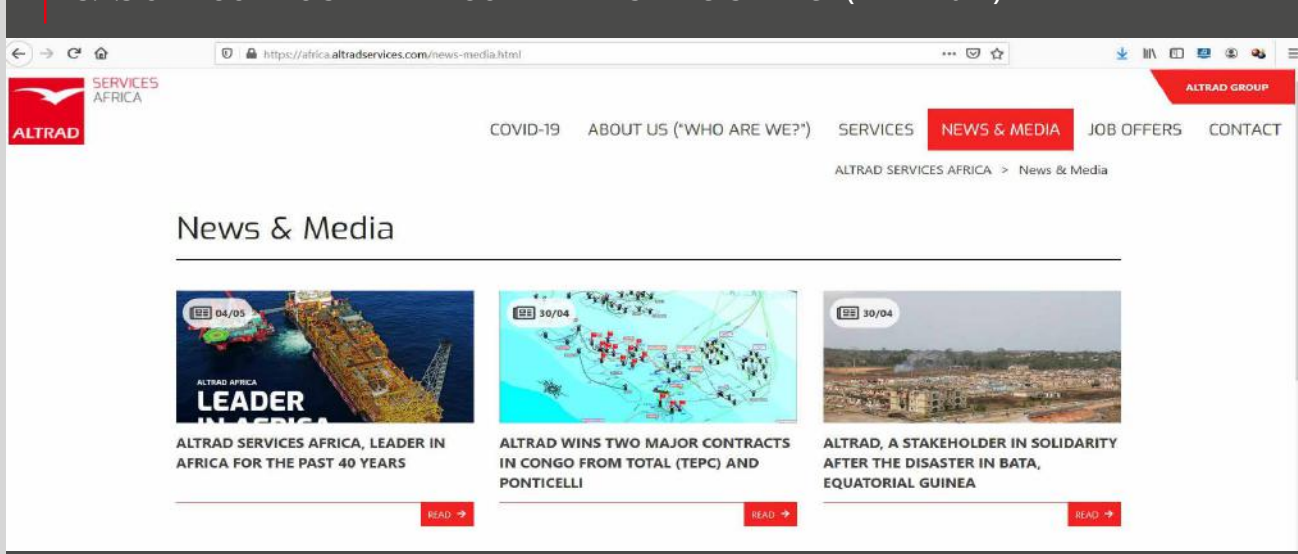 https://africa.altradservices.com/news-media.html
SERVICES
AFRICA
ALTRAD
ALTRAD GROUP
COVID-19 ABOUT US ("WHO ARE WE?") SERVICES NEWS & MEDIA JOB OFFERS CONTACT
ALTRAD SERVICES AFRICA > News & Media
News & Media
04/05
ALTRAD AFRICA
LEADER
IN AFRICA
ALTRAD SERVICES AFRICA, LEADER IN
AFRICA FOR THE PAST 40 YEARS
READ →
30/04
ALTRAD WINS TWO MAJOR CONTRACTS
IN CONGO FROM TOTAL (TEPC) AND
PONTICELLI
READ →
30/04
ALTRAD, A STAKEHOLDER IN SOLIDARITY
AFTER THE DISASTER IN BATA,
EQUATORIAL GUINEA
READ →